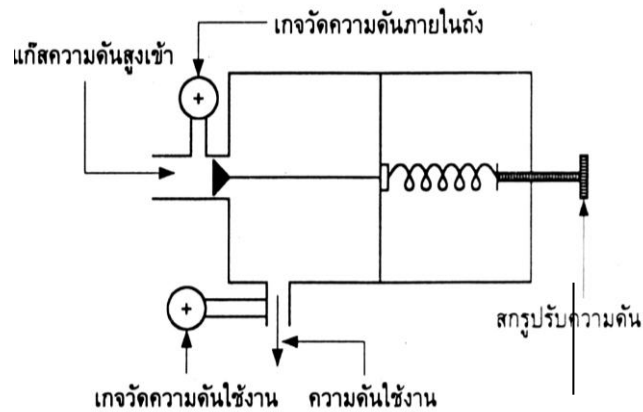 เกจวัดความดันภายในถัง
แก๊สความดันสูงเข้า
สกรูปรับความดัน
เกจวัดความดันใช้งาน
ความดันใช้งาน